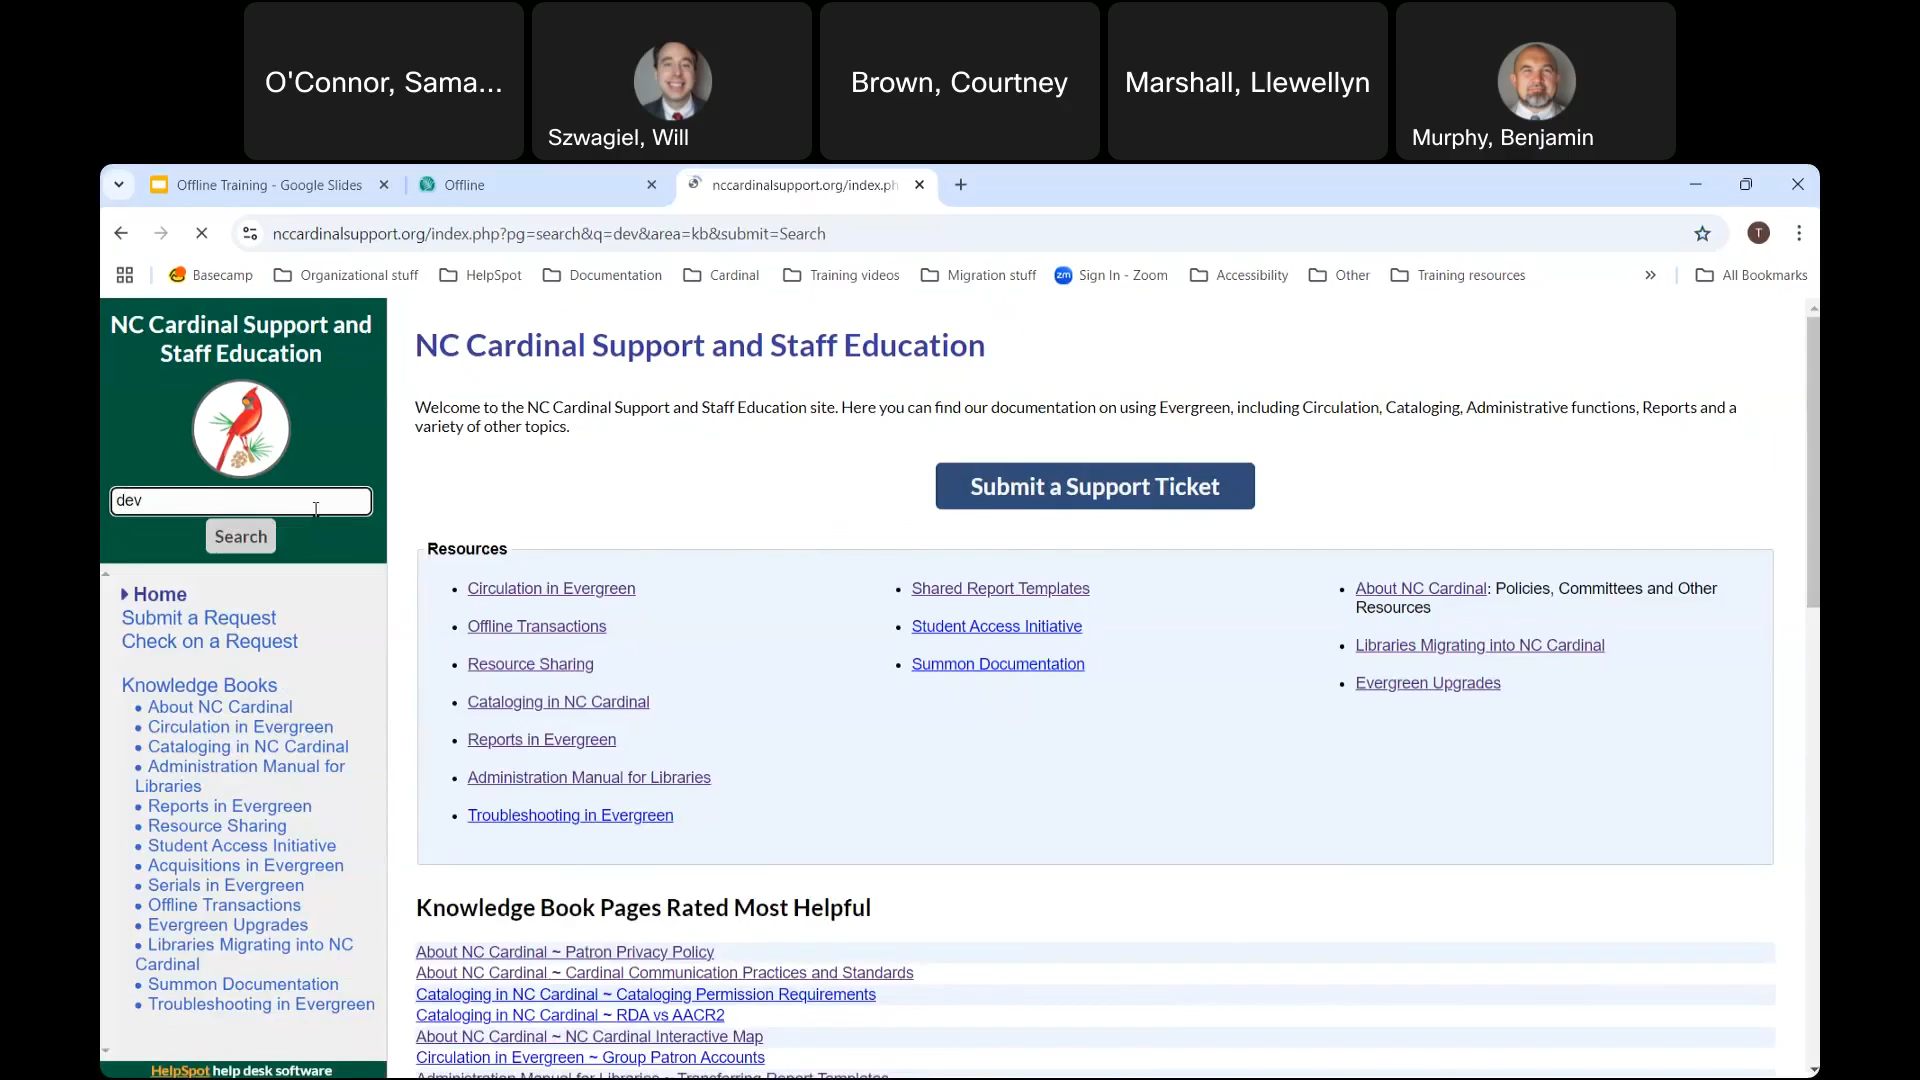 O'Connor, Sama...
Szwagiel, Will
Brown, Courtney
Marshall, Llewellyn
Murphy, Benjamin
Offline Training - Google Slides
Offline
nccardinalsupport.org/index.ph
nccardinalsupport.org/index.php?pg=search&q=dev&area=kb&submit=Search
T
Basecamp
Organizational stuff
HelpSpot
Documentation
Cardinal
Training videos
Migration stuff
zm
Sign In - Zoom
Accessibility
Other
Training resources
All Bookmarks
NC Cardinal Support and
Staff Education
dev
Search
Home
Submit a Request
Check on a Request
Knowledge Books
• About NC Cardinal
• Circulation in Evergreen
• Cataloging in NC Cardinal
• Administration Manual for
Libraries
• Reports in Evergreen
• Resource Sharing
• Student Access Initiative
• Acquisitions in Evergreen
• Serials in Evergreen
• Offline Transactions
• Evergreen Upgrades
• Libraries Migrating into NC
Cardinal
• Summon Documentation
• Troubleshooting in Evergreen
HelpSpot help desk software
NC Cardinal Support and Staff Education
Welcome to the NC Cardinal Support and Staff Education site. Here you can find our documentation on using Evergreen, including Circulation, Cataloging, Administrative functions, Reports and a
variety of other topics.
Submit a Support Ticket
Resources
• Circulation in Evergreen
• Offline Transactions
• Resource Sharing
• Cataloging in NC Cardinal
• Reports in Evergreen
• Administration Manual for Libraries
• Troubleshooting in Evergreen
• Shared Report Templates
• Student Access Initiative
• Summon Documentation
• About NC Cardinal: Policies, Committees and Other
Resources
• Libraries Migrating into NC Cardinal
• Evergreen Upgrades
Knowledge Book Pages Rated Most Helpful
About NC Cardinal ~ Patron Privacy Policy
About NC Cardinal ~ Cardinal Communication Practices and Standards
Cataloging in NC Cardinal ~ Cataloging Permission Requirements
Cataloging in NC Cardinal ~ RDA vs AACR2
About NC Cardinal ~ NC Cardinal Interactive Map
Circulation in Evergreen ~ Group Patron Accounts
Administration Manual for Libraries ~ Transferring Report Templates